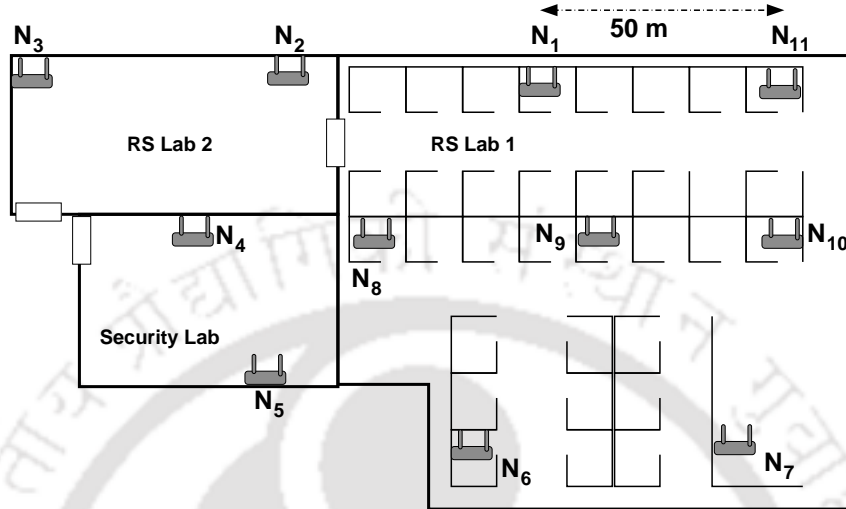 50 m
N3
N2
N1
N11
RS Lab 2
RS Lab 1
N4
N9
N10
N8
Security Lab
N5
N6
N7